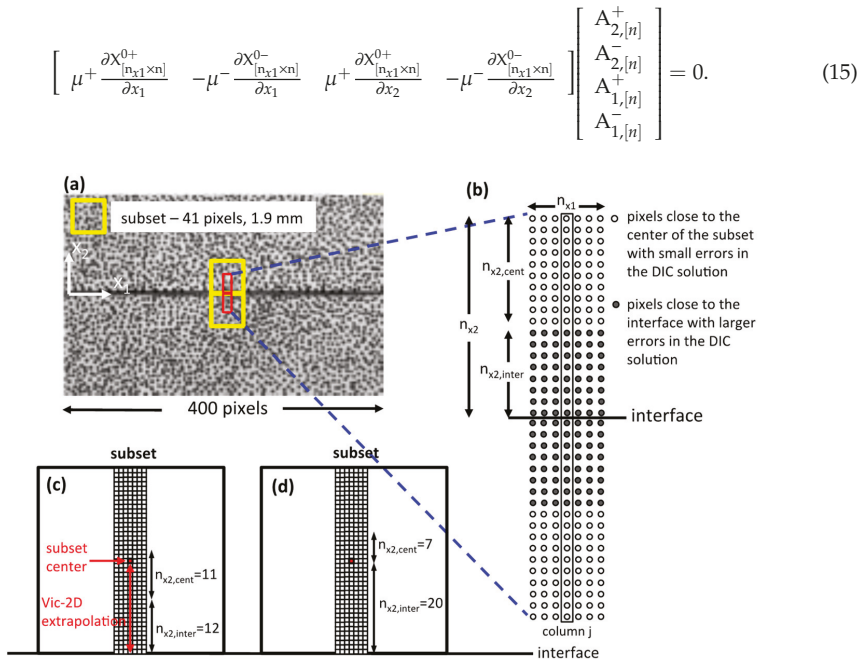 [ μ⁺ ∂X⁰⁺[nx1×n]/∂x₁ −μ⁻ ∂X⁰⁻[nx1×n]/∂x₁ μ⁺ ∂X⁰⁺[nx1×n]/∂x₂ −μ⁻ ∂X⁰⁻[nx1×n]/∂x₂ ] [ A⁺2,[n] A⁻2,[n] A⁺1,[n] A⁻1,[n] ] = 0. (15)
(a)
subset – 41 pixels, 1.9 mm
x₂
x₁
400 pixels
(b)
nx1
nx2,cent
nx2
nx2,inter
pixels close to the
center of the subset
with small errors in
the DIC solution
pixels close to the
interface with larger
errors in the DIC
solution
interface
column j
subset
(c)
subset
center
Vic-2D
extrapolation
nx2,cent=11
nx2,inter=12
subset
(d)
nx2,cent=7
nx2,inter=20
interface